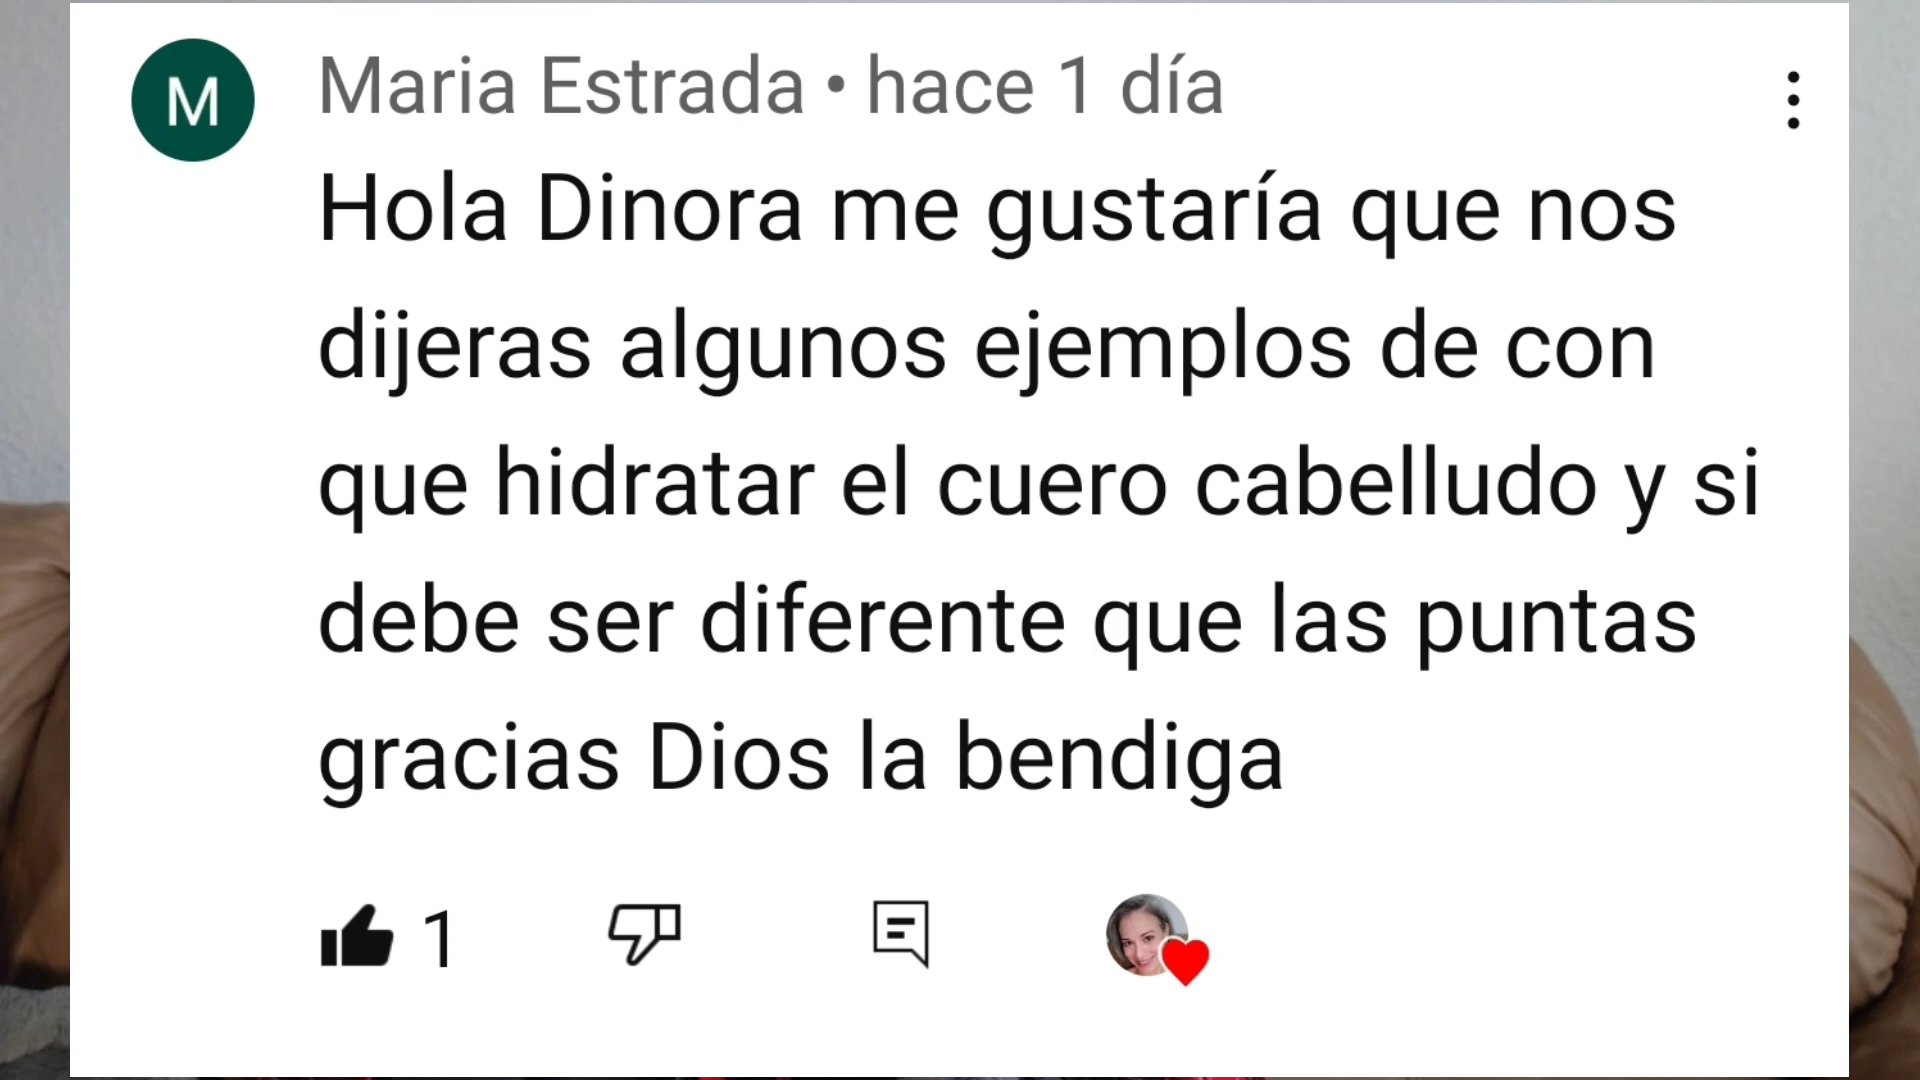 M
Maria Estrada • hace 1 día
Hola Dinora me gustaría que nos
dijeras algunos ejemplos de con
que hidratar el cuero cabelludo y si
debe ser diferente que las puntas
gracias Dios la bendiga
1